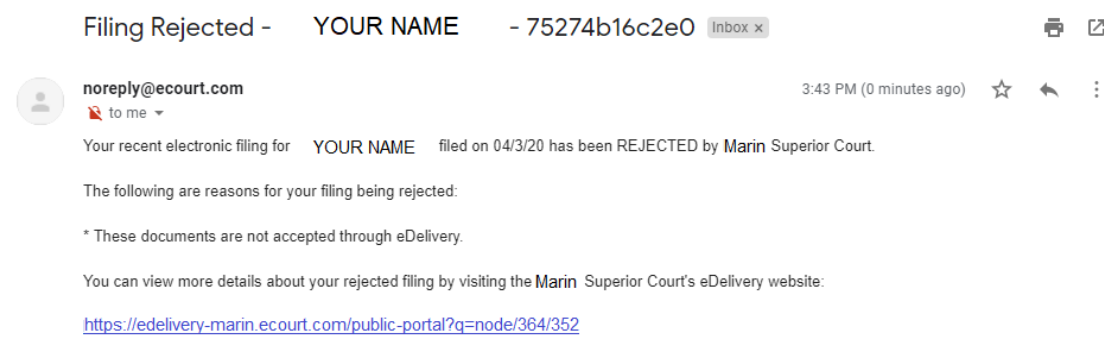 Filing Rejected - YOUR NAME - 75274b16c2e0 Inbox x
noreply@ecourt.com 3:43 PM (0 minutes ago)
to me
Your recent electronic filing for YOUR NAME filed on 04/3/20 has been REJECTED by Marin Superior Court.
The following are reasons for your filing being rejected:
* These documents are not accepted through eDelivery.
You can view more details about your rejected filing by visiting the Marin Superior Court's eDelivery website:
https://edelivery-marin.ecourt.com/public-portal?q=node/364/352